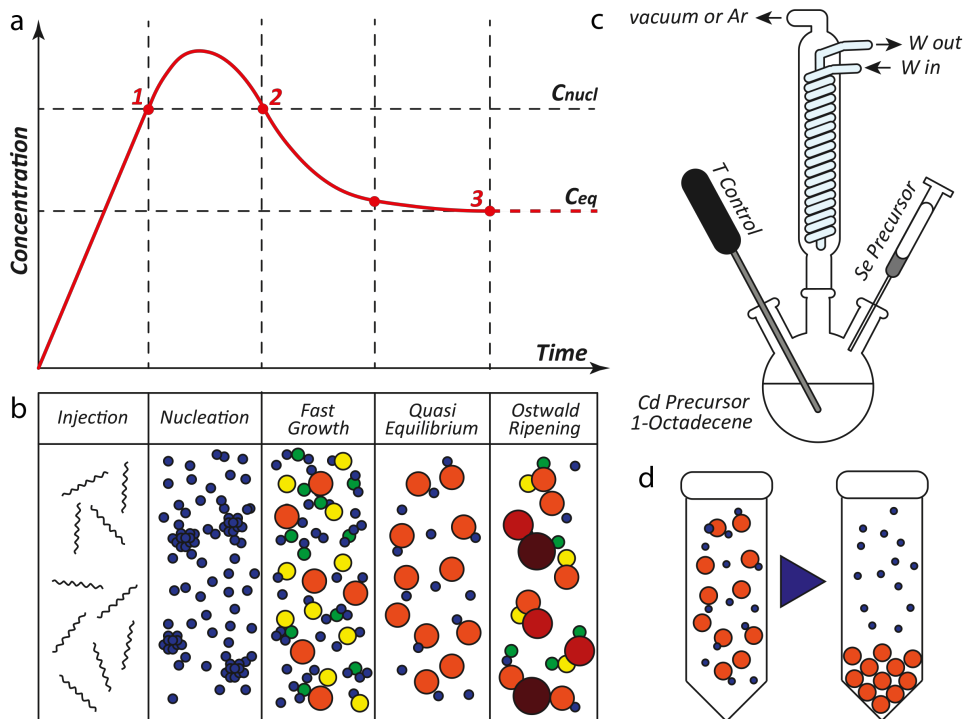 a
Concentration
1
2
3
Cnucl
Ceq
Time
b
Injection
Nucleation
Fast
Growth
Quasi
Equilibrium
Ostwald
Ripening
c
vacuum or Ar
W out
W in
T Control
Se Precursor
Cd Precursor
1-Octadecene
d